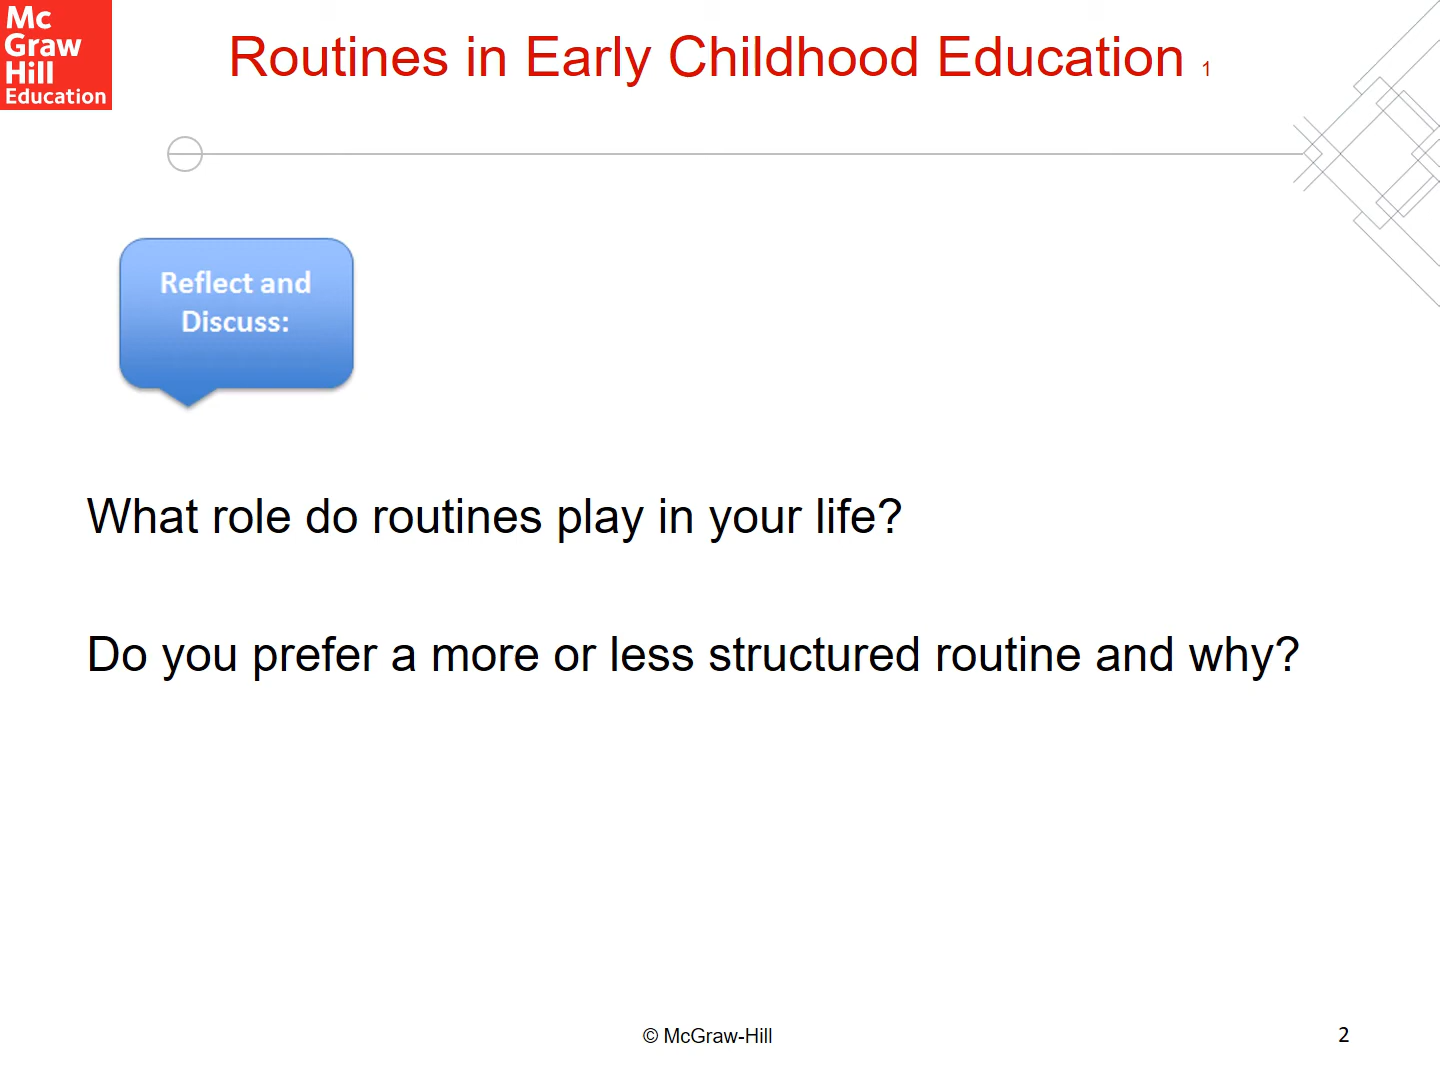 Mc
Graw
Hill
Education
Routines in Early Childhood Education 1
Reflect and
Discuss:
What role do routines play in your life?
Do you prefer a more or less structured routine and why?
© McGraw-Hill
2